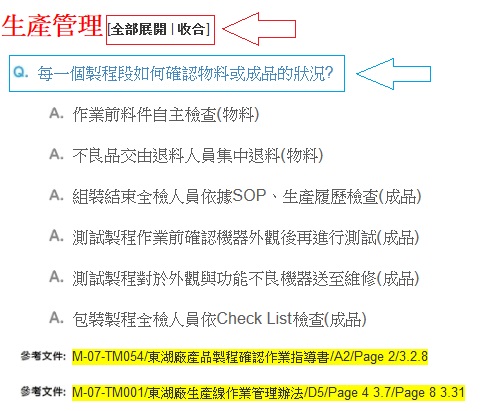 生產管理 [全部展開 | 收合]
Q. 每一個製程段如何確認物料或成品的狀況?
A. 作業前料件自主檢查(物料)
A. 不良品交由退料人員集中退料(物料)
A. 組裝結束全檢人員依據SOP、生產履歷檢查(成品)
A. 測試製程作業前確認機器外觀後再進行測試(成品)
A. 測試製程對於外觀與功能不良機器送至維修(成品)
A. 包裝製程全檢人員依Check List檢查(成品)
參考文件: M-07-TM054/東湖廠產品製程確認作業指導書/A2/Page 2/3.2.8
參考文件: M-07-TM001/東湖廠生產線作業管理辦法/D5/Page 4 3.7/Page 8 3.31